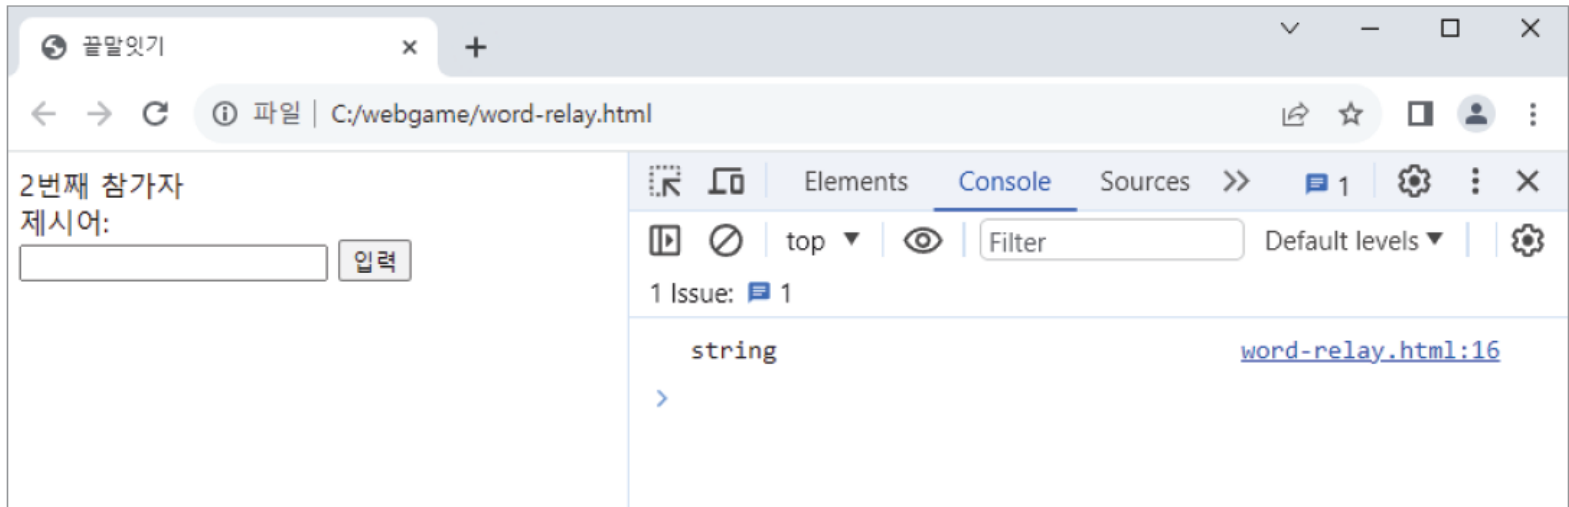 끝말잇기
파일 | C:/webgame/word-relay.html
2번째 참가자
제시어:
입력
Elements Console Sources 1
top Filter Default levels
1 Issue: 1
string word-relay.html:16